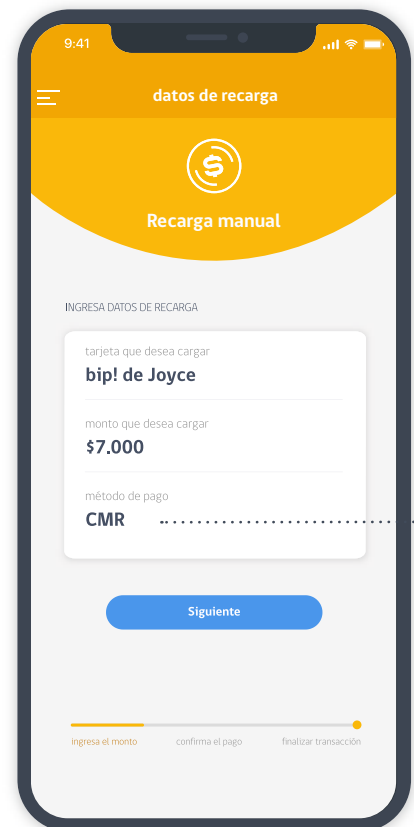 9:41
datos de recarga
$
Recarga manual
INGRESA DATOS DE RECARGA
tarjeta que desea cargar
bip! de Joyce
monto que desea cargar
$7.000
método de pago
CMR
Siguiente
ingresa el monto confirma el pago finalizar transacción